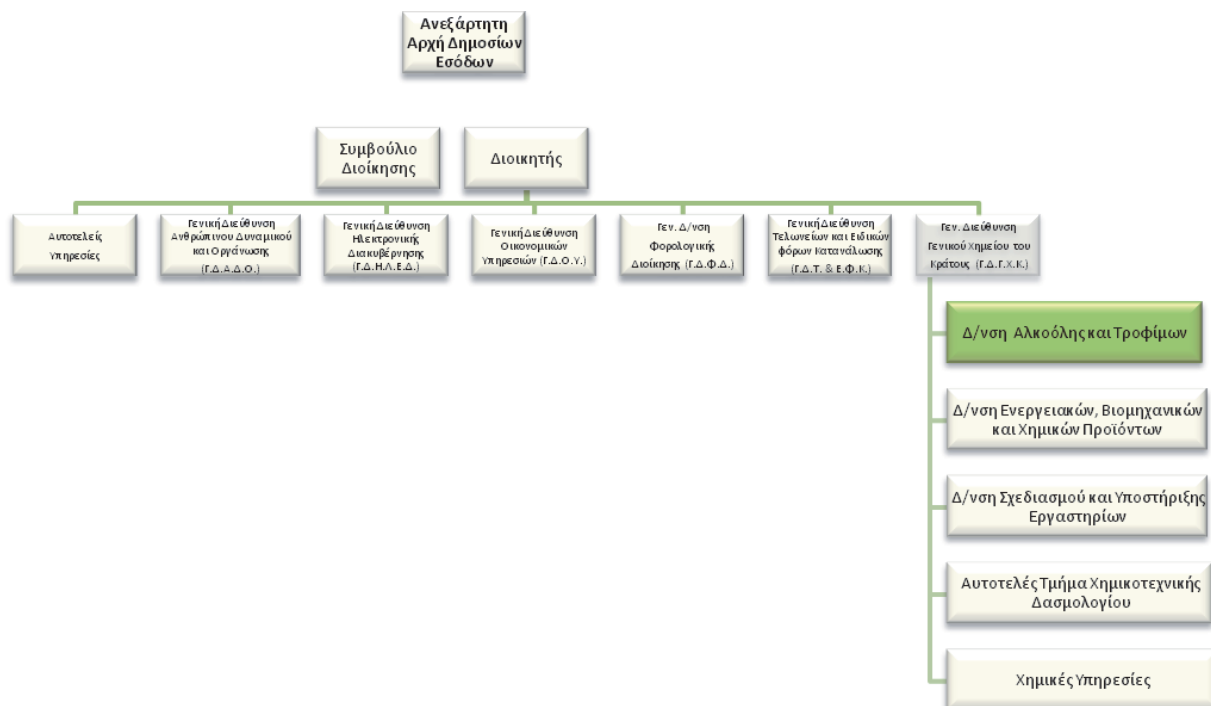 Ανεξάρτητη
Αρχή Δημοσίων
Εσόδων
Συμβούλιο
Διοίκησης
Διοικητής
Αυτοτελείς
Υπηρεσίες
Γενική Διεύθυνση
Ανθρώπινου Δυναμικού
και Οργάνωσης
(Γ.Δ.Α.Δ.Ο.)
Γενική Διεύθυνση
Ηλεκτρονικής
Διακυβέρνησης
(Γ.Δ.Η.Λ.Ε.Δ.)
Γενική Διεύθυνση
Οικονομικών
Υπηρεσιών (Γ.Δ.Ο.Υ.)
Γεν. Δ/νση
Φορολογικής
Διοίκησης (Γ.Δ.Φ.Δ.)
Γενική Διεύθυνση
Τελωνείων και Ειδικών
φόρων Κατανάλωσης
(Γ.Δ.Τ. & Ε.Φ.Κ.)
Γεν. Διεύθυνση
Γενικού Χημείου του
Κράτους (Γ.Δ.Γ.Χ.Κ.)
Δ/νση Αλκοόλης και Τροφίμων
Δ/νση Ενεργειακών, Βιομηχανικών
και Χημικών Προϊόντων
Δ/νση Σχεδιασμού και Υποστήριξης
Εργαστηρίων
Αυτοτελές Τμήμα Χημικοτεχνικής
Δασμολογίου
Χημικές Υπηρεσίες